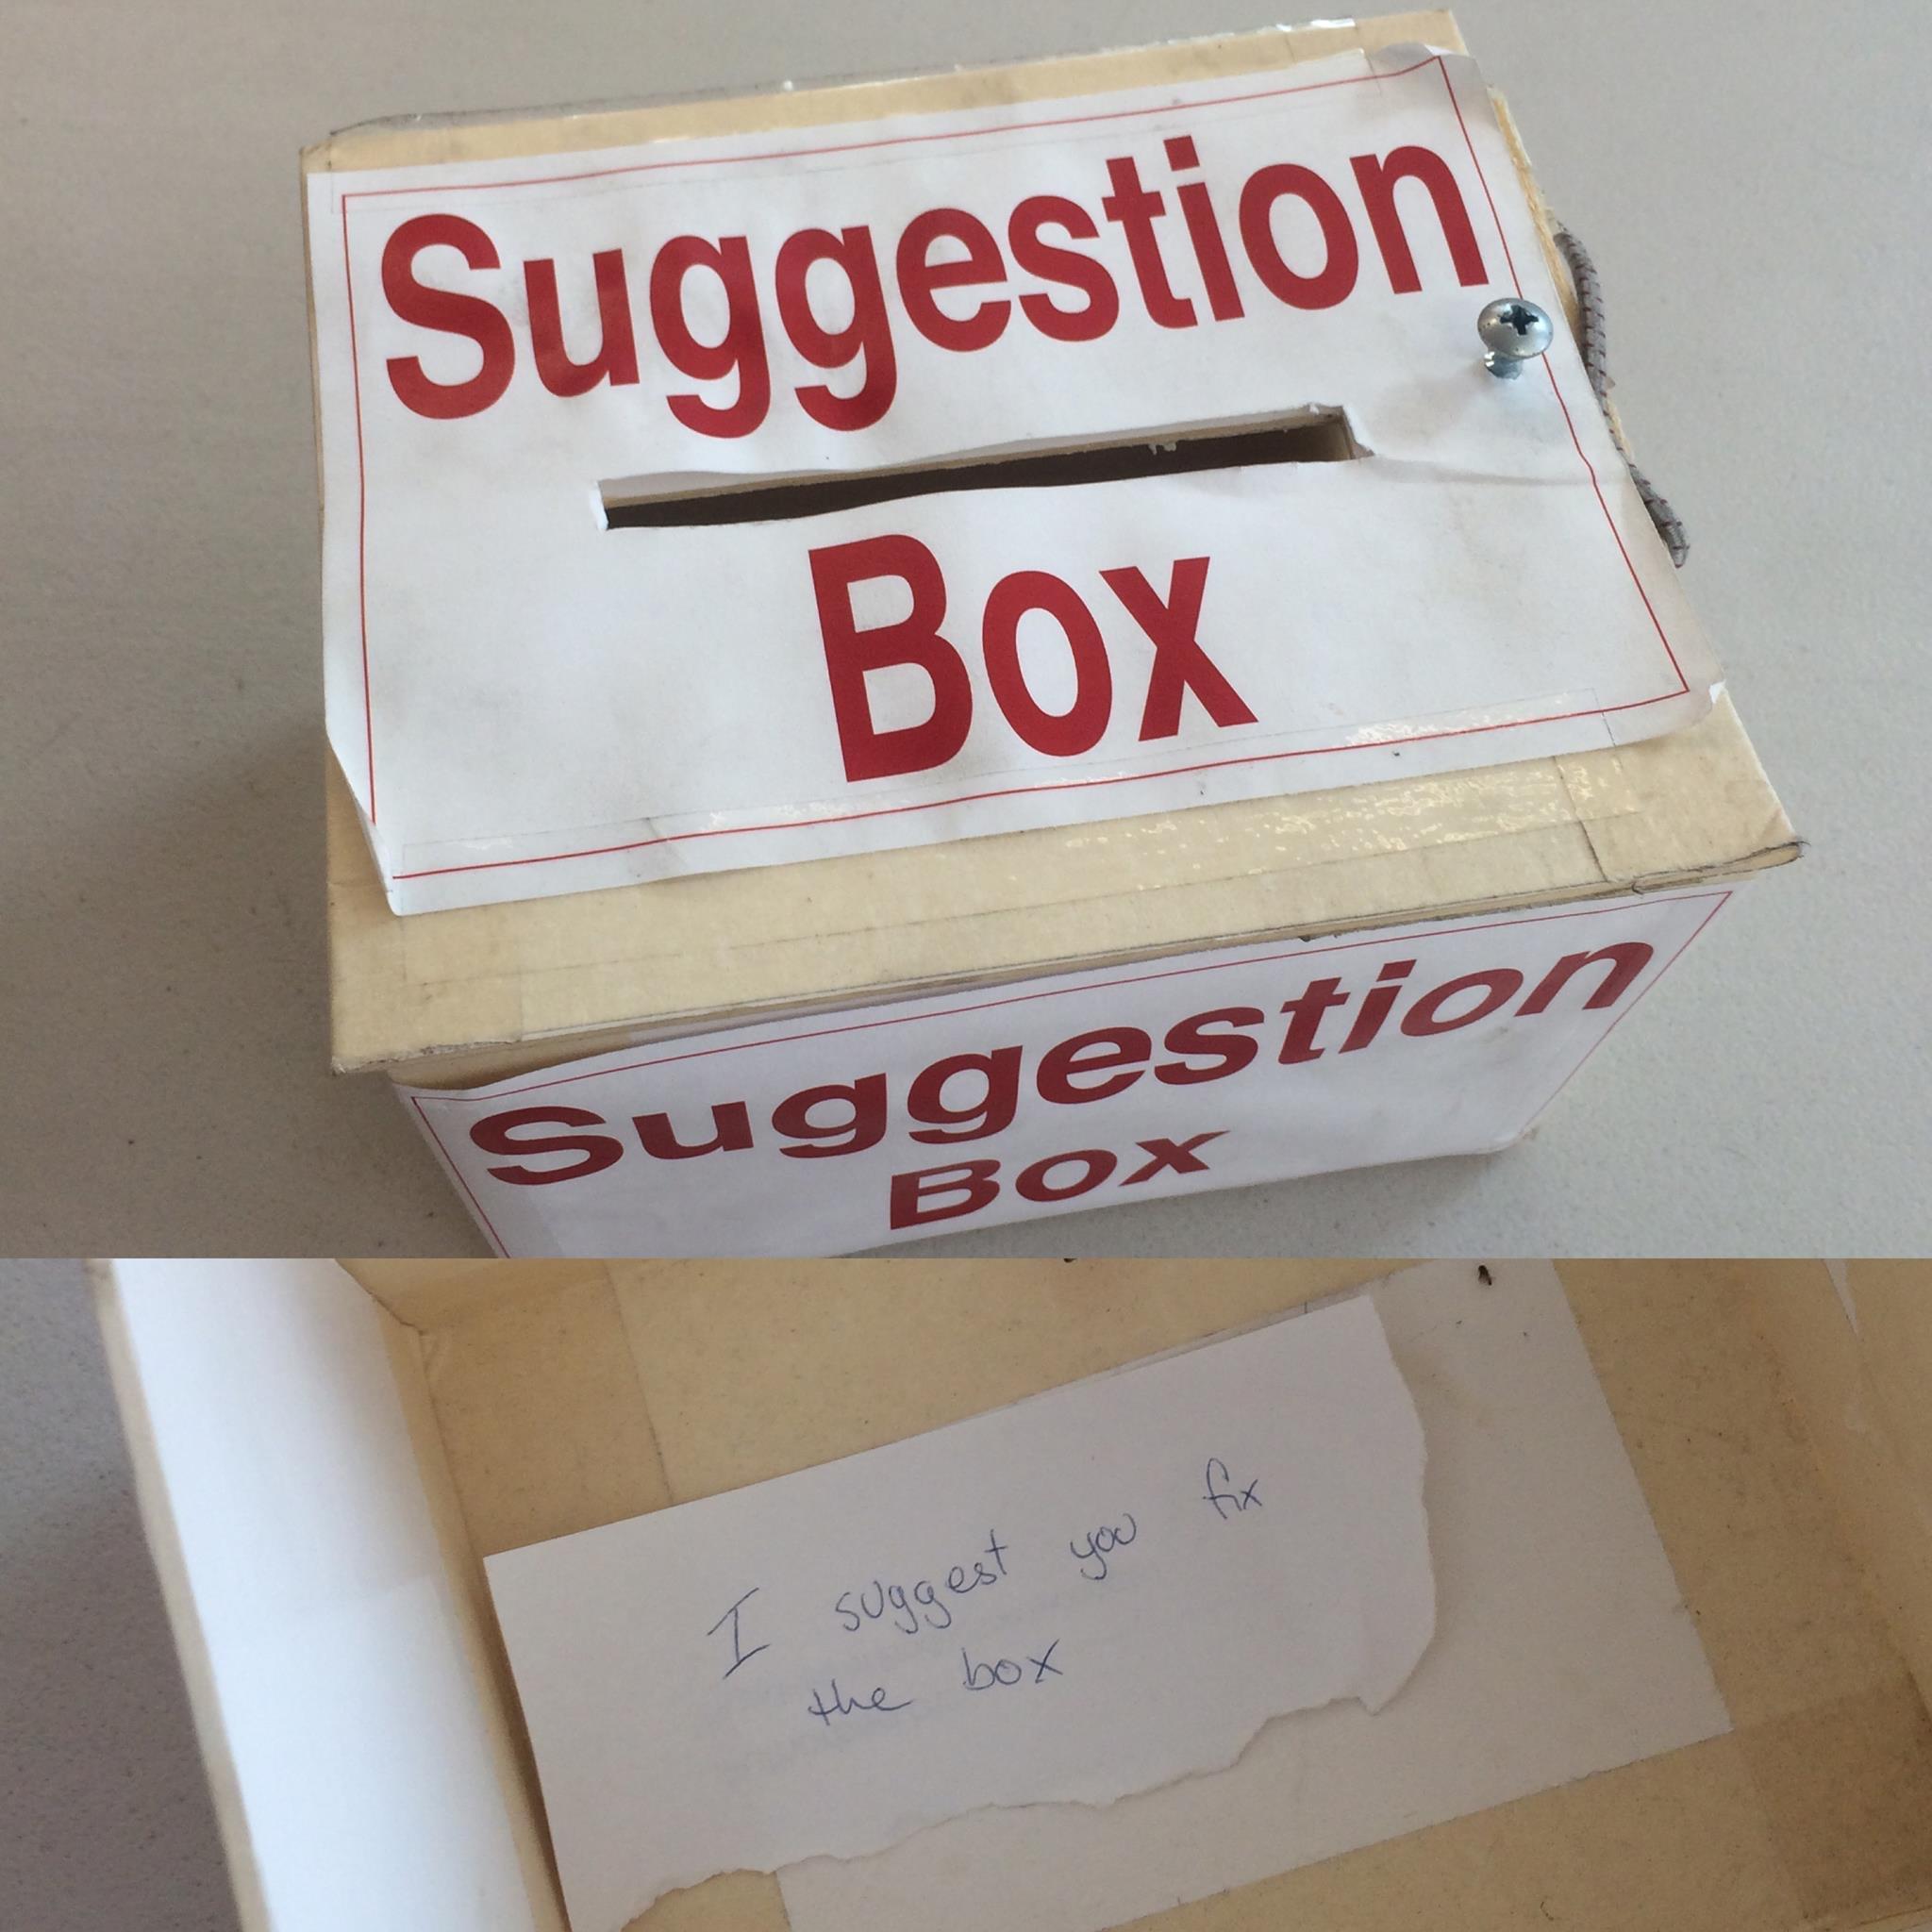 Suggestion
Box
Suggestion
Box
I suggest you fix
the box